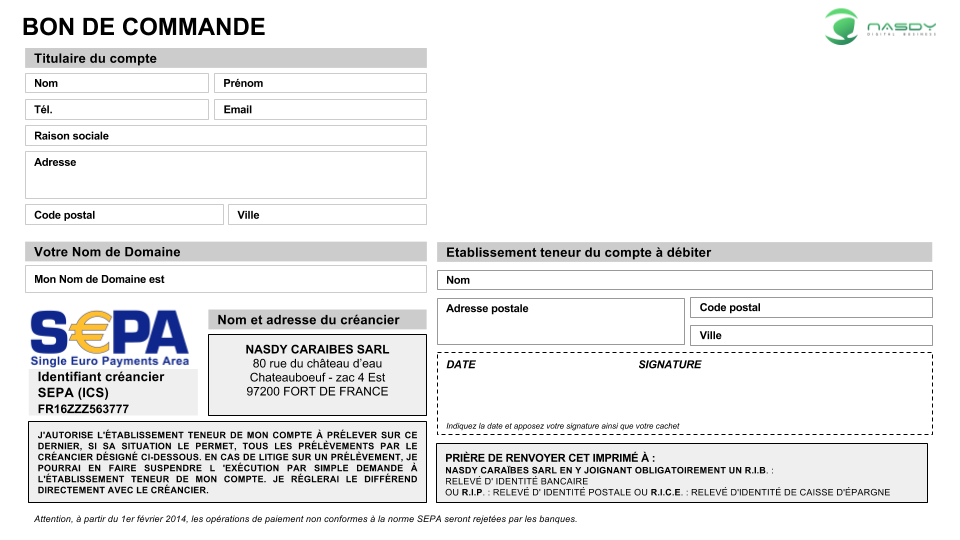 BON DE COMMANDE
NASDY
DIGITAL BUSINESS
Titulaire du compte
Nom
Prénom
Tél.
Email
Raison sociale
Adresse
Code postal
Ville
Votre Nom de Domaine
Mon Nom de Domaine est
Etablissement teneur du compte à débiter
Nom
Adresse postale
Code postal
Ville
S€PA
Single Euro Payments Area
Identifiant créancier
SEPA (ICS)
FR16ZZZ563777
Nom et adresse du créancier
NASDY CARAIBES SARL
80 rue du château d'eau
Chateauboeuf - zac 4 Est
97200 FORT DE FRANCE
DATE
SIGNATURE
Indiquez la date et apposez votre signature ainsi que votre cachet
J'AUTORISE L'ÉTABLISSEMENT TENEUR DE MON COMPTE À PRÉLEVER SUR CE
DERNIER, SI SA SITUATION LE PERMET, TOUS LES PRÉLÉVEMENTS PAR LE
CRÉANCIER DÉSIGNÉ CI-DESSOUS. EN CAS DE LITIGE SUR UN PRÉLÈVEMENT, JE
POURRAI EN FAIRE SUSPENDRE L 'EXÉCUTION PAR SIMPLE DEMANDE À
L'ÉTABLISSEMENT TENEUR DE MON COMPTE. JE RÈGLERAI LE DIFFÉREND
DIRECTEMENT AVEC LE CRÉANCIER.
PRIÈRE DE RENVOYER CET IMPRIMÉ À :
NASDY CARAÏBES SARL EN Y JOIGNANT OBLIGATOIREMENT UN R.I.B. :
RELEVÉ D' IDENTITÉ BANCAIRE
OU R.I.P. : RELEVÉ D' IDENTITÉ POSTALE OU R.I.C.E. : RELEVÉ D'IDENTITÉ DE CAISSE D'ÉPARGNE
Attention, à partir du 1er février 2014, les opérations de paiement non conformes à la norme SEPA seront rejetées par les banques.